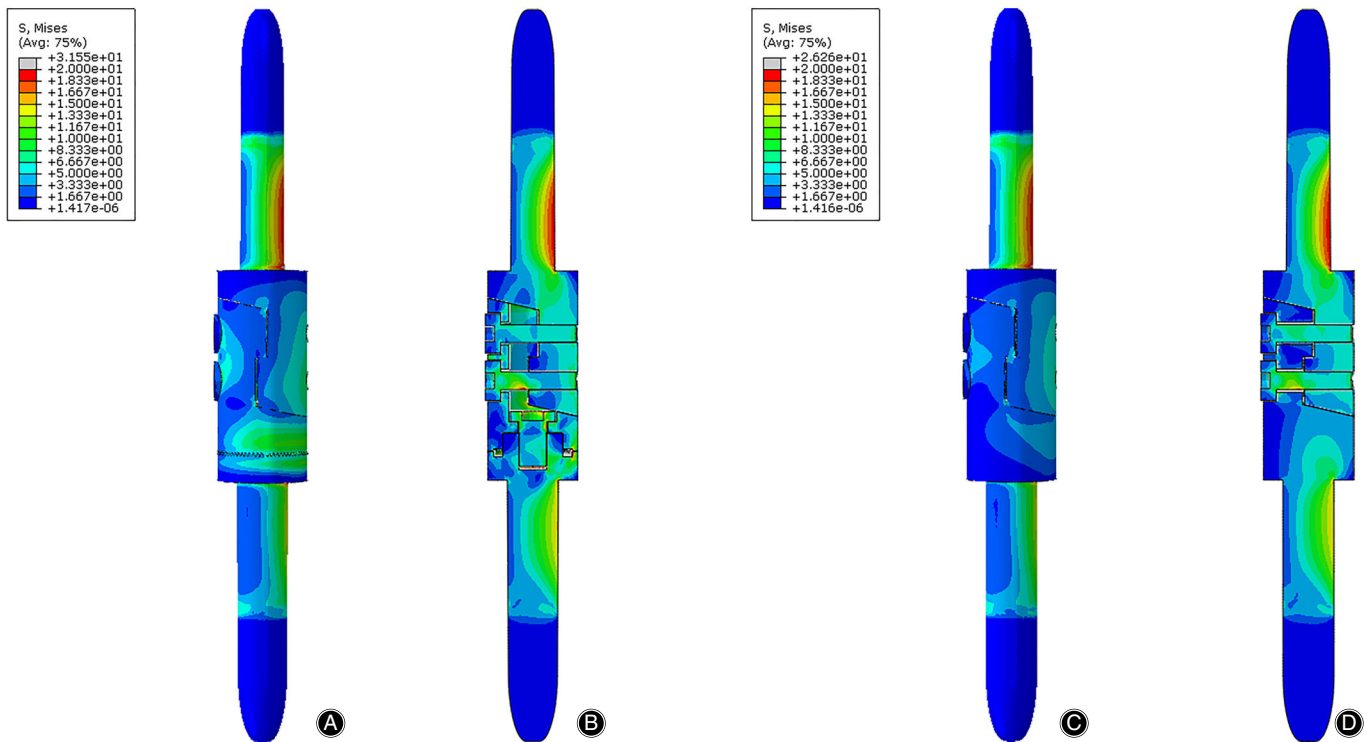 S, Mises
(Avg: 75%)
+3.155e+01
+2.000e+01
+1.833e+01
+1.667e+01
+1.500e+01
+1.333e+01
+1.167e+01
+1.000e+01
+8.333e+00
+6.667e+00
+5.000e+00
+3.333e+00
+1.667e+00
+1.417e-06
S, Mises
(Avg: 75%)
+2.626e+01
+2.000e+01
+1.833e+01
+1.667e+01
+1.500e+01
+1.333e+01
+1.167e+01
+1.000e+01
+8.333e+00
+6.667e+00
+5.000e+00
+3.333e+00
+1.667e+00
+1.416e-06
A
B
C
D